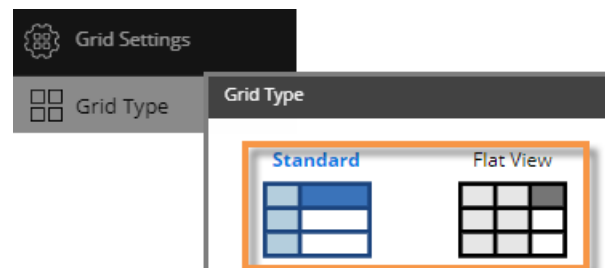 Grid Settings
Grid Type
Grid Type
Standard
Flat View